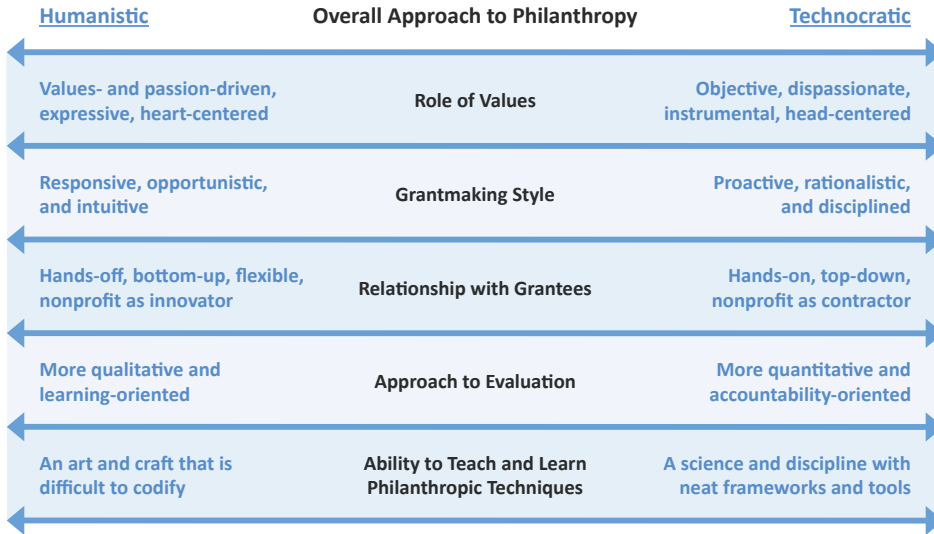 Humanistic Overall Approach to Philanthropy Technocratic
Values- and passion-driven,
expressive, heart-centered
Role of Values
Objective, dispassionate,
instrumental, head-centered
Responsive, opportunistic,
and intuitive
Grantmaking Style
Proactive, rationalistic,
and disciplined
Hands-off, bottom-up, flexible,
nonprofit as innovator
Relationship with Grantees
Hands-on, top-down,
nonprofit as contractor
More qualitative and
learning-oriented
Approach to Evaluation
More quantitative and
accountability-oriented
An art and craft that is
difficult to codify
Ability to Teach and Learn
Philanthropic Techniques
A science and discipline with
neat frameworks and tools